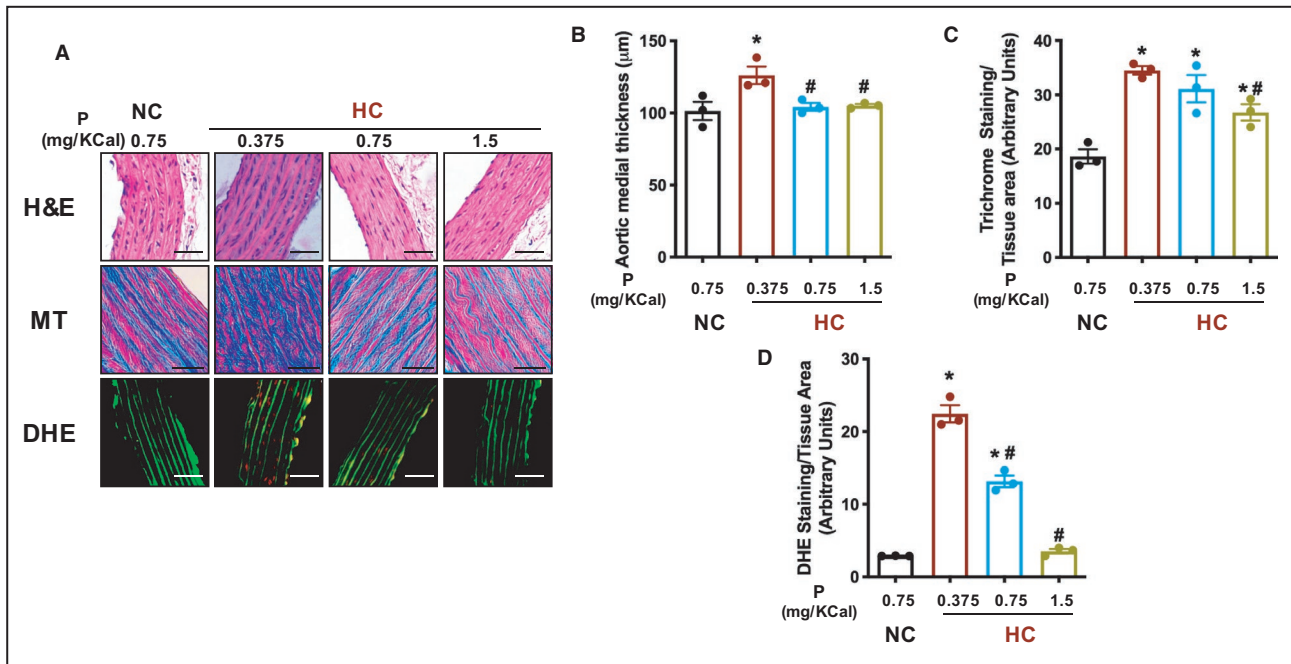 A
P
(mg/KCal)
NC
HC
0.75
0.375
0.75
1.5
H&E
MT
DHE
B
Aortic medial thickness (μm)
150
100
50
0
*
#
#
P
(mg/KCal)
0.75
0.375
0.75
1.5
NC
HC
C
Trichrome Staining/
Tissue area (Arbitrary Units)
40
30
20
10
0
*
*
*#
P
(mg/KCal)
0.75
0.375
0.75
1.5
NC
HC
D
DHE Staining/Tissue Area
(Arbitrary Units)
30
20
10
0
*
*#
#
P
(mg/KCal)
0.75
0.375
0.75
1.5
NC
HC